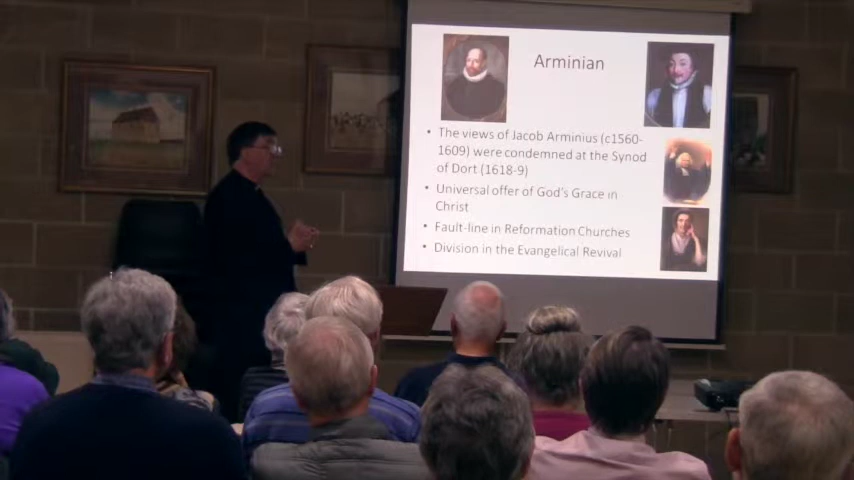 Arminian
• The views of Jacob Arminius (c1560-
1609) were condemned at the Synod
of Dort (1618-9)
• Universal offer of God's Grace in
Christ
• Fault-line in Reformation Churches
• Division in the Evangelical Revival